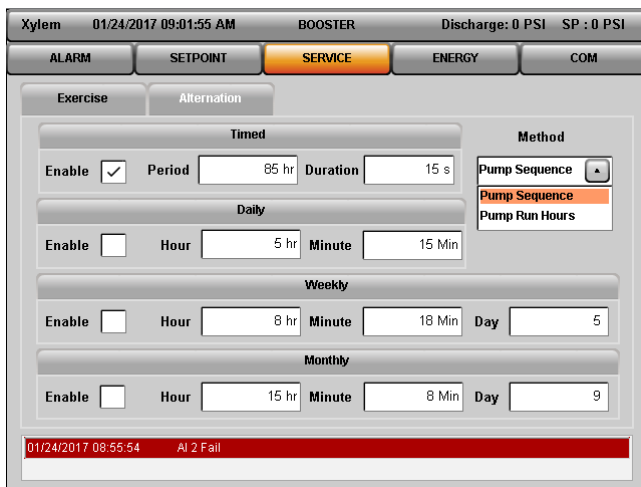 Xylem 01/24/2017 09:01:55 AM BOOSTER Discharge: 0 PSI SP : 0 PSI
ALARM SETPOINT SERVICE ENERGY COM
Exercise Alternation
Timed
Method
Enable Period 85 hr Duration 15 s
Pump Sequence
Pump Sequence
Pump Run Hours
Daily
Enable Hour 5 hr Minute 15 Min
Weekly
Enable Hour 8 hr Minute 18 Min Day 5
Monthly
Enable Hour 15 hr Minute 8 Min Day 9
01/24/2017 08:55:54 AI 2 Fail